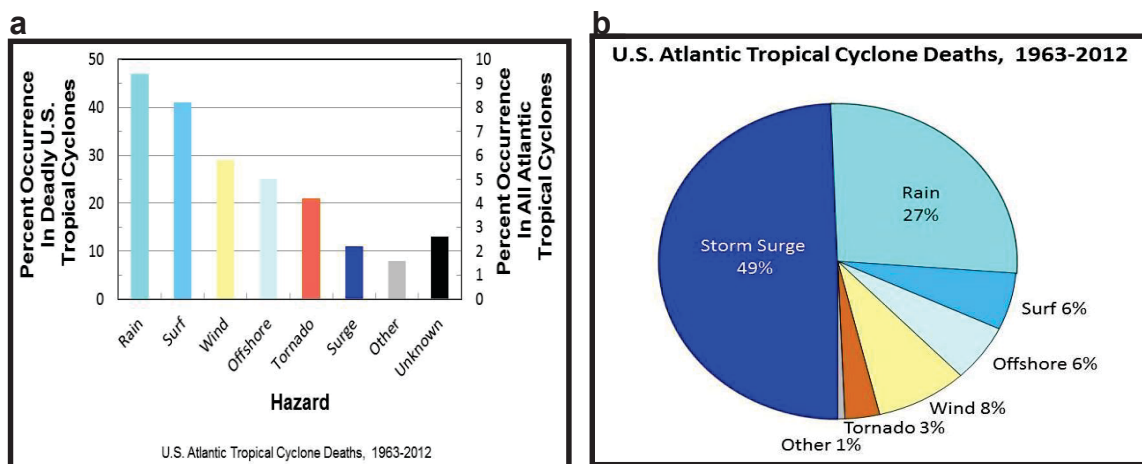 a
50
40
30
20
10
0
Percent Occurrence
In Deadly U.S.
Tropical Cyclones
10
9
8
7
6
5
4
3
2
1
0
Percent Occurrence
In All Atlantic
Tropical Cyclones
Rain
Surf
Wind
Offshore
Tornado
Surge
Other
Unknown
Hazard
U.S. Atlantic Tropical Cyclone Deaths, 1963-2012
b
U.S. Atlantic Tropical Cyclone Deaths, 1963-2012
Rain
27%
Storm Surge
49%
Surf 6%
Offshore 6%
Wind 8%
Tornado 3%
Other 1%